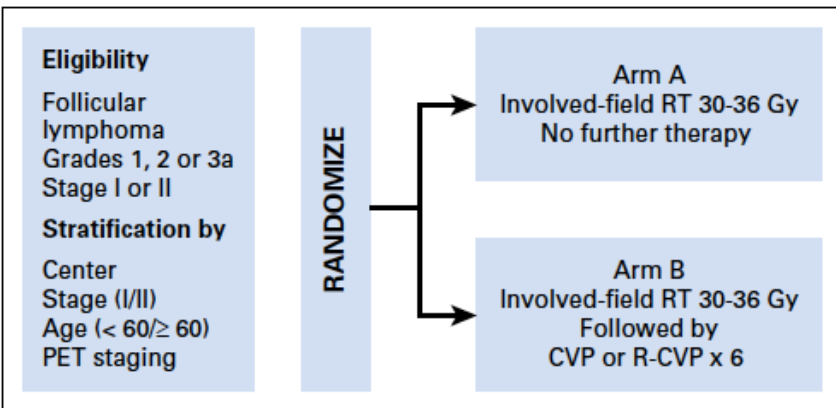 Eligibility
Follicular
lymphoma
Grades 1, 2 or 3a
Stage I or II
Stratification by
Center
Stage (I/II)
Age (< 60/≥ 60)
PET staging
RANDOMIZE
Arm A
Involved-field RT 30-36 Gy
No further therapy
Arm B
Involved-field RT 30-36 Gy
Followed by
CVP or R-CVP x 6